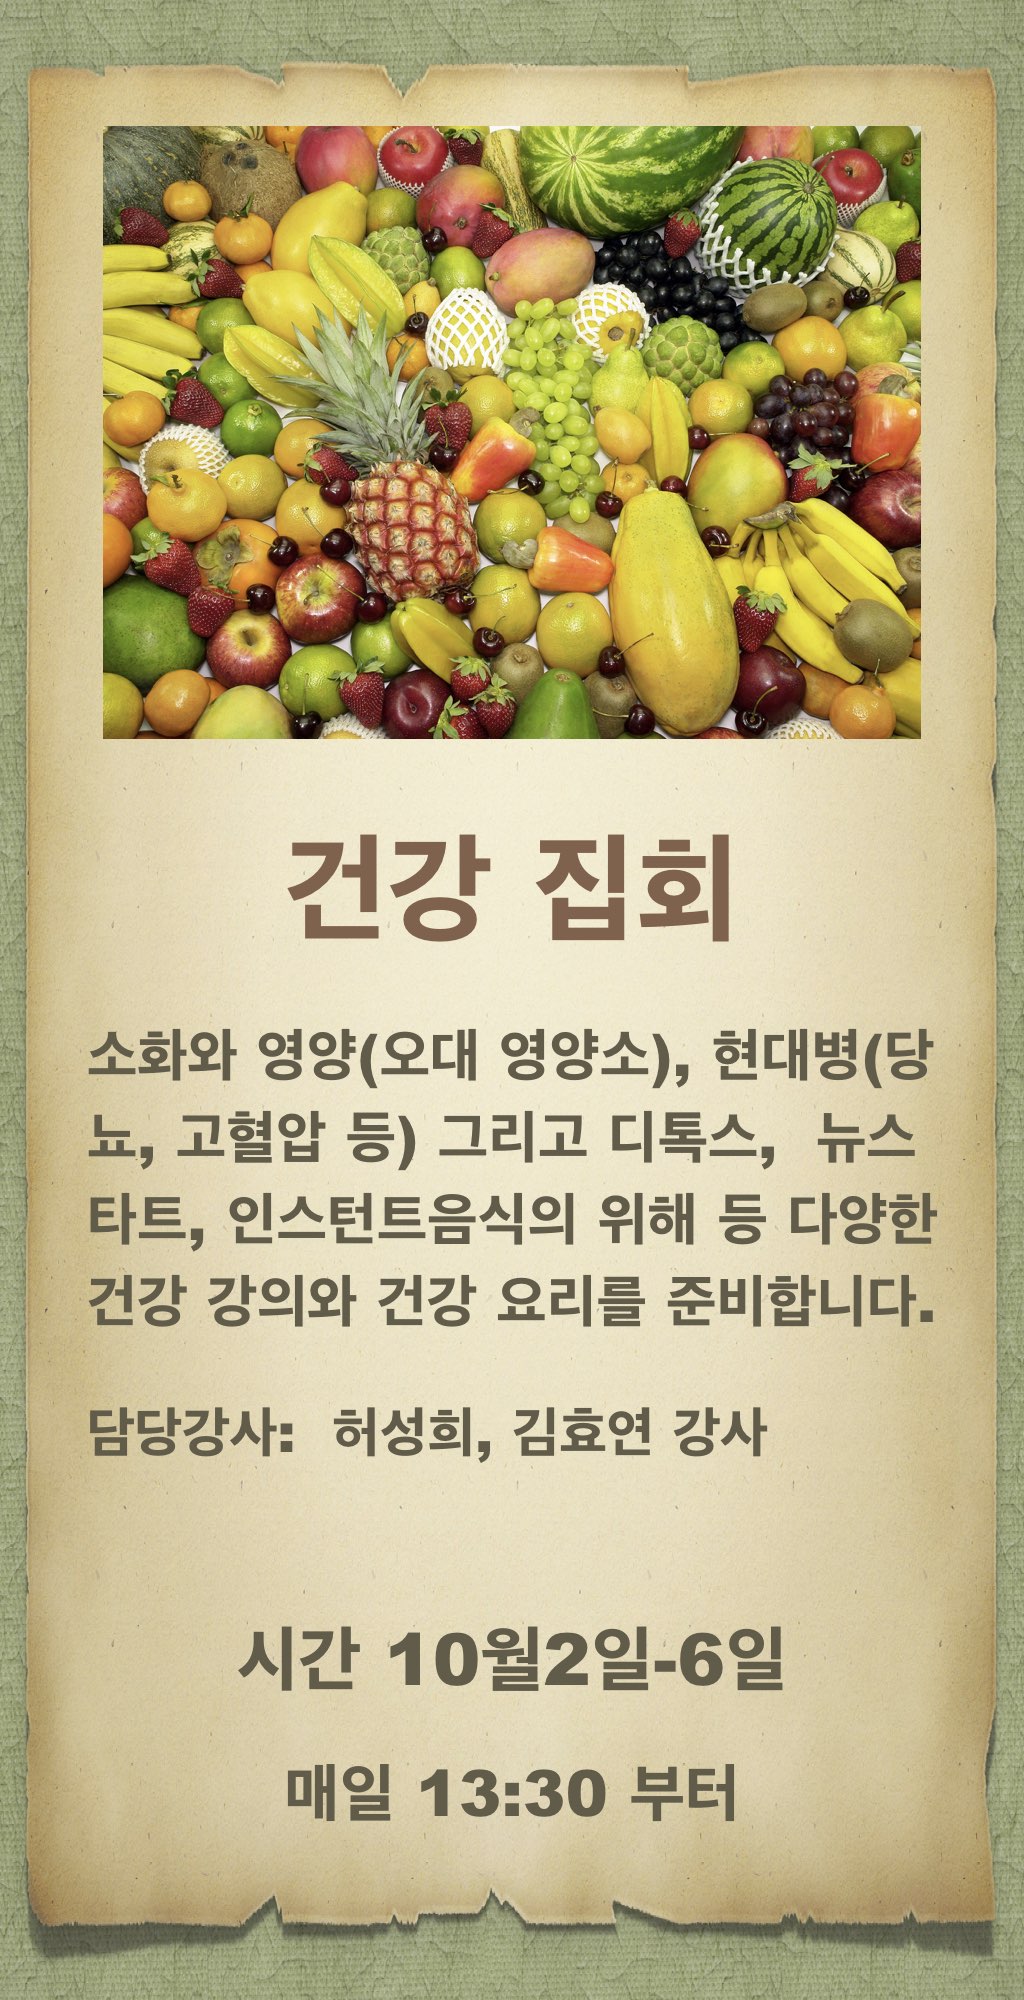 건강 집회
소화와 영양(오대 영양소), 현대병(당
뇨, 고혈압 등) 그리고 디톡스,  뉴스
타트, 인스턴트음식의 위해 등 다양한
건강 강의와 건강 요리를 준비합니다.
담당강사:  허성희, 김효연 강사
시간 10월2일-6일
매일 13:30 부터